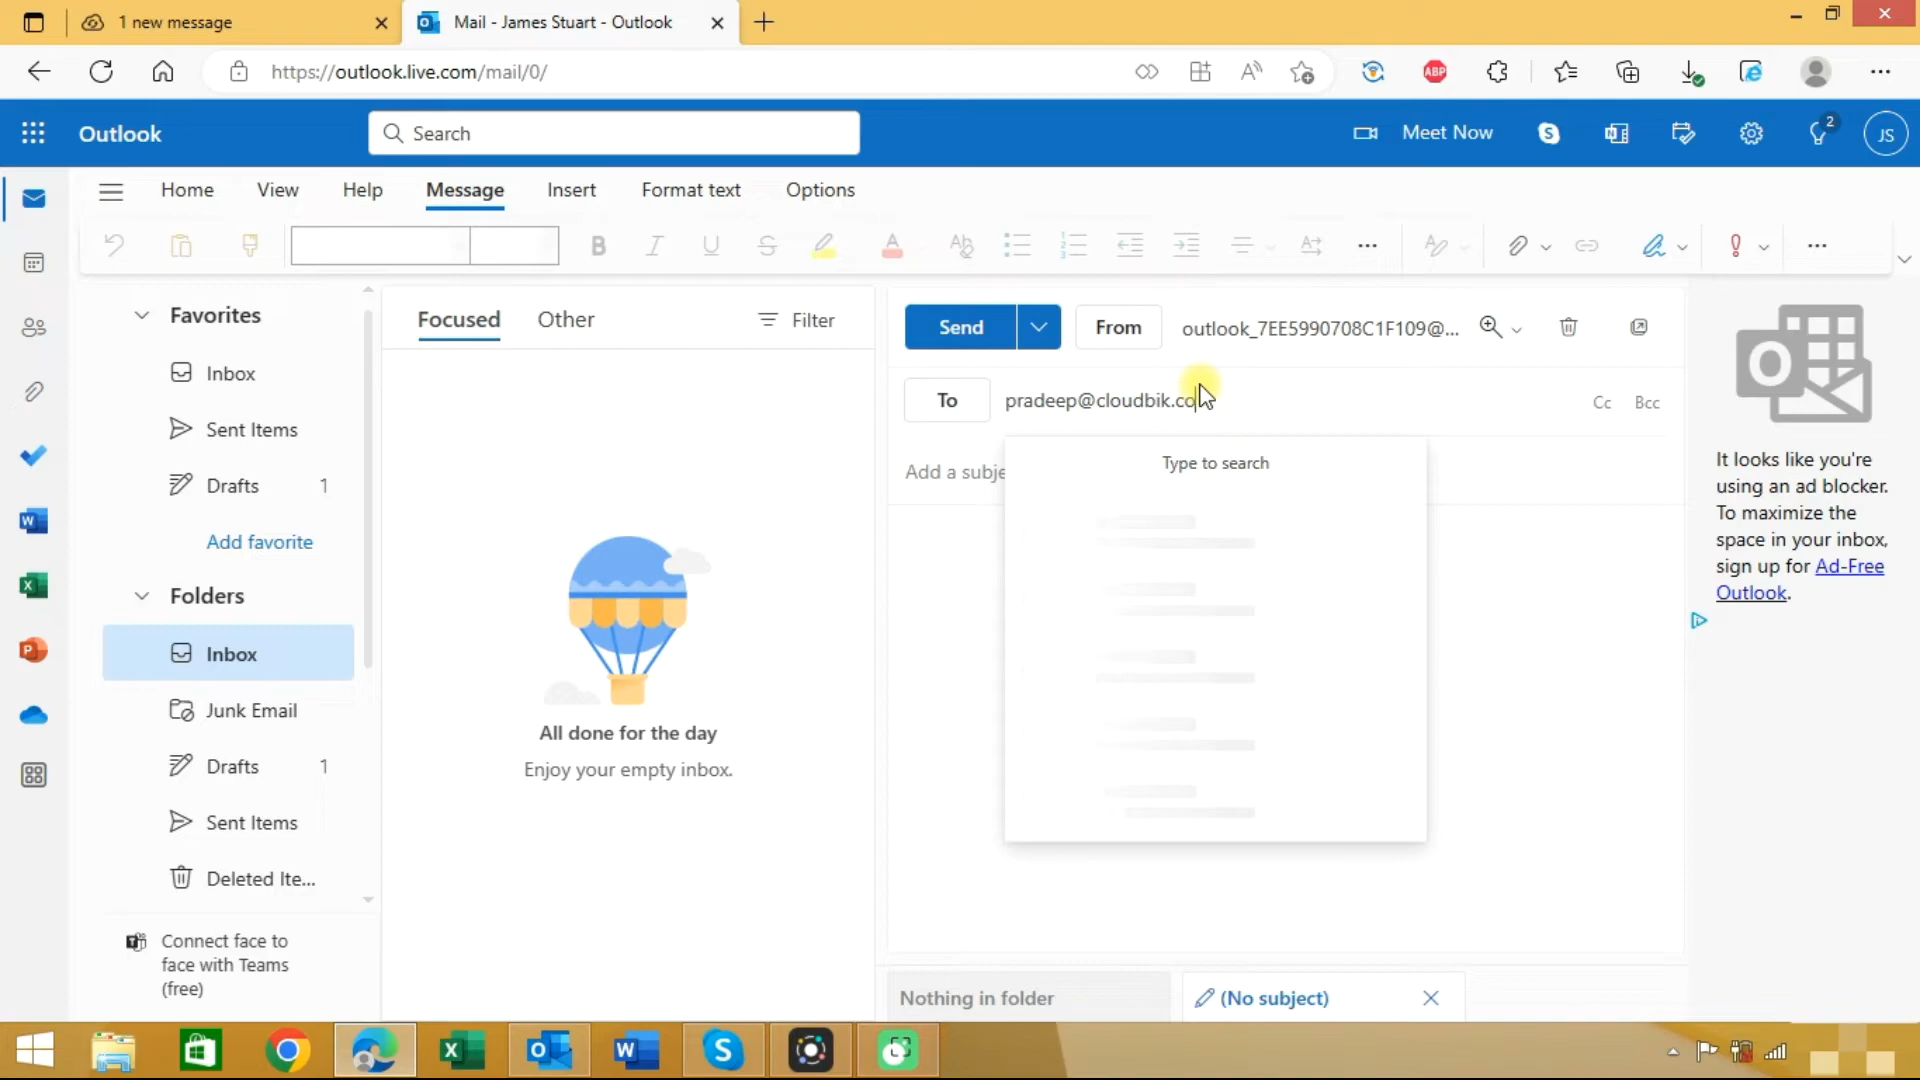 1 new message
Mail - James Stuart - Outlook
https://outlook.live.com/mail/0/
ABP
Outlook
Search
Meet Now
2
JS
Home
View
Help
Message
Insert
Format text
Options
Favorites
Inbox
Sent Items
Drafts 1
Add favorite
Folders
Inbox
Junk Email
Drafts 1
Sent Items
Deleted Ite...
Connect face to
face with Teams
(free)
Focused
Other
Filter
All done for the day
Enjoy your empty inbox.
Send
From
outlook_7EE5990708C1F109@...
To
pradeep@cloudbik.co
Cc
Bcc
Add a subje
Type to search
Nothing in folder
(No subject)
It looks like you're
using an ad blocker.
To maximize the
space in your inbox,
sign up for Ad-Free
Outlook.